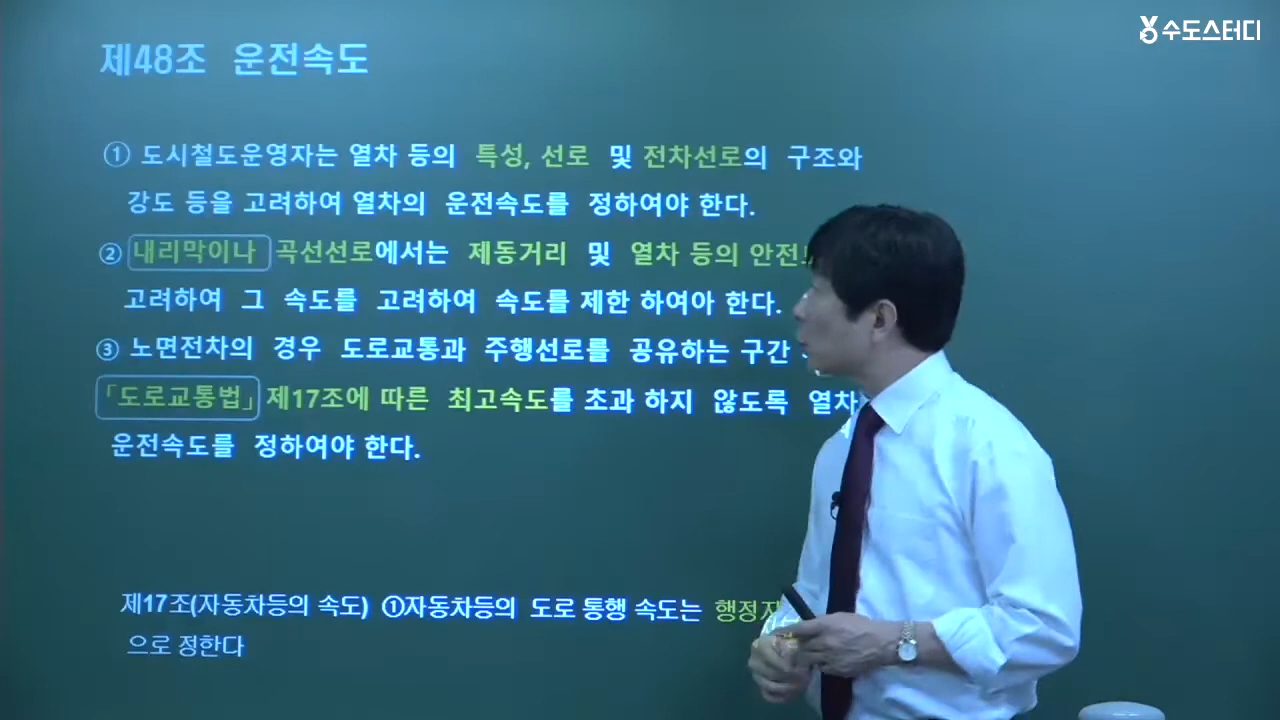 수도스터디
제48조 운전속도
① 도시철도운영자는 열차 등의 특성, 선로 및 전차선로의 구조와
강도 등을 고려하여 열차의 운전속도를 정하여야 한다.
② 내리막이나 곡선선로에서는 제동거리 및 열차 등의
고려하여 그 속도를 고려하여 속도를 제한 하여아 한다.
③ 노면전차의 경우 도로교통과 주행선로를 공유하는 구간
「도로교통법」 제17조에 따른 최고속도를 초과 하지 않도록
운전속도를 정하여야 한다.
제17조(자동차등의 속도) ①자동차등의 도로 통행 속도는
으로 정한다